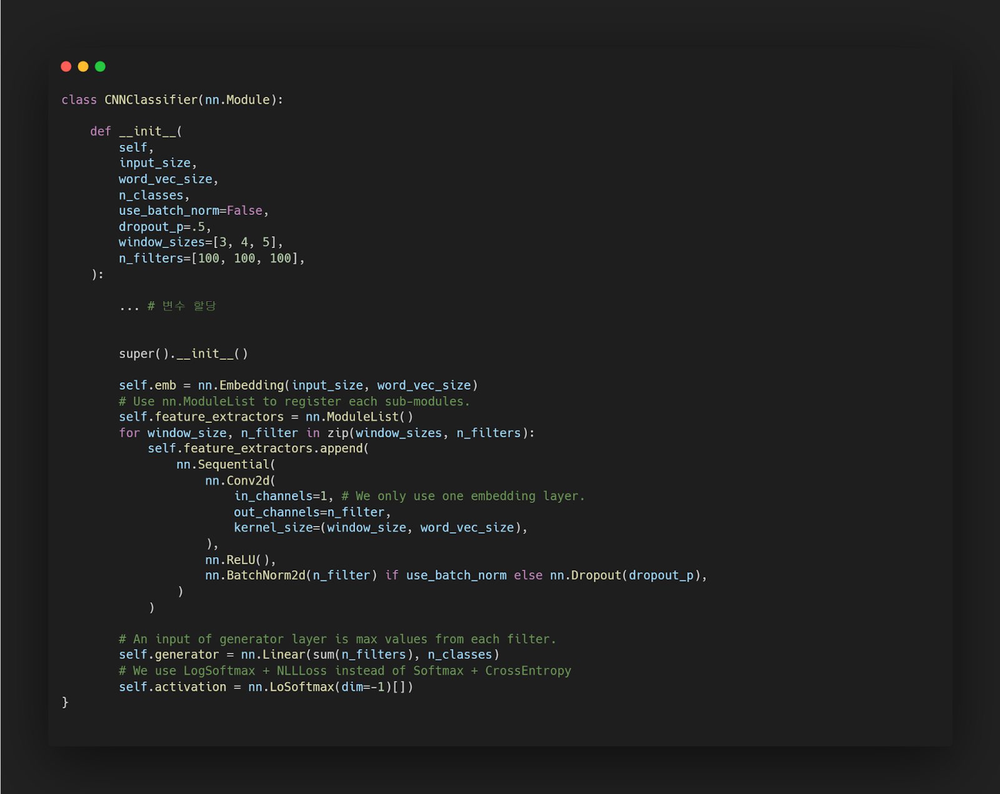 class CNNClassifier(nn.Module):
def __init__(
self,
input_size,
word_vec_size,
n_classes,
use_batch_norm=False,
dropout_p=.5,
window_sizes=[3, 4, 5],
n_filters=[100, 100, 100],
):
... # 변수 할당
super().__init__()
self.emb = nn.Embedding(input_size, word_vec_size)
# Use nn.ModuleList to register each sub-modules.
self.feature_extractors = nn.ModuleList()
for window_size, n_filter in zip(window_sizes, n_filters):
self.feature_extractors.append(
nn.Sequential(
nn.Conv2d(
in_channels=1, # We only use one embedding layer.
out_channels=n_filter,
kernel_size=(window_size, word_vec_size),
),
nn.ReLU(),
nn.BatchNorm2d(n_filter) if use_batch_norm else nn.Dropout(dropout_p),
)
)
# An input of generator layer is max values from each filter.
self.generator = nn.Linear(sum(n_filters), n_classes)
# We use LogSoftmax + NLLLoss instead of Softmax + CrossEntropy
self.activation = nn.LoSoftmax(dim=-1)[])
}